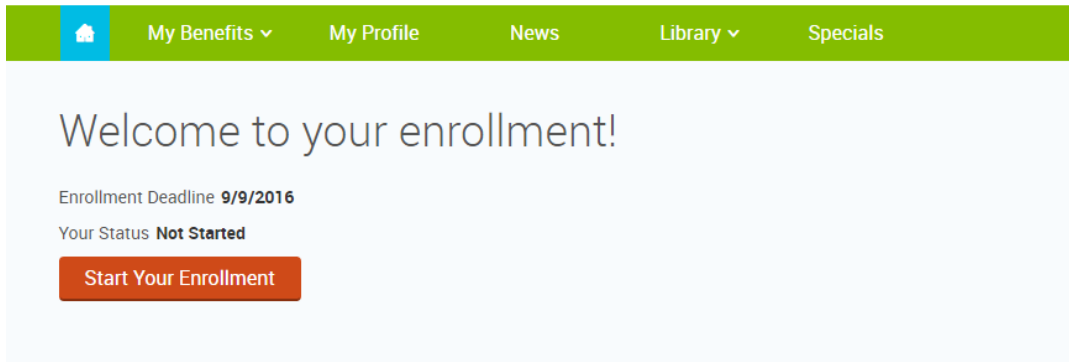 My Benefits My Profile News Library Specials
Welcome to your enrollment!
Enrollment Deadline 9/9/2016
Your Status Not Started
Start Your Enrollment